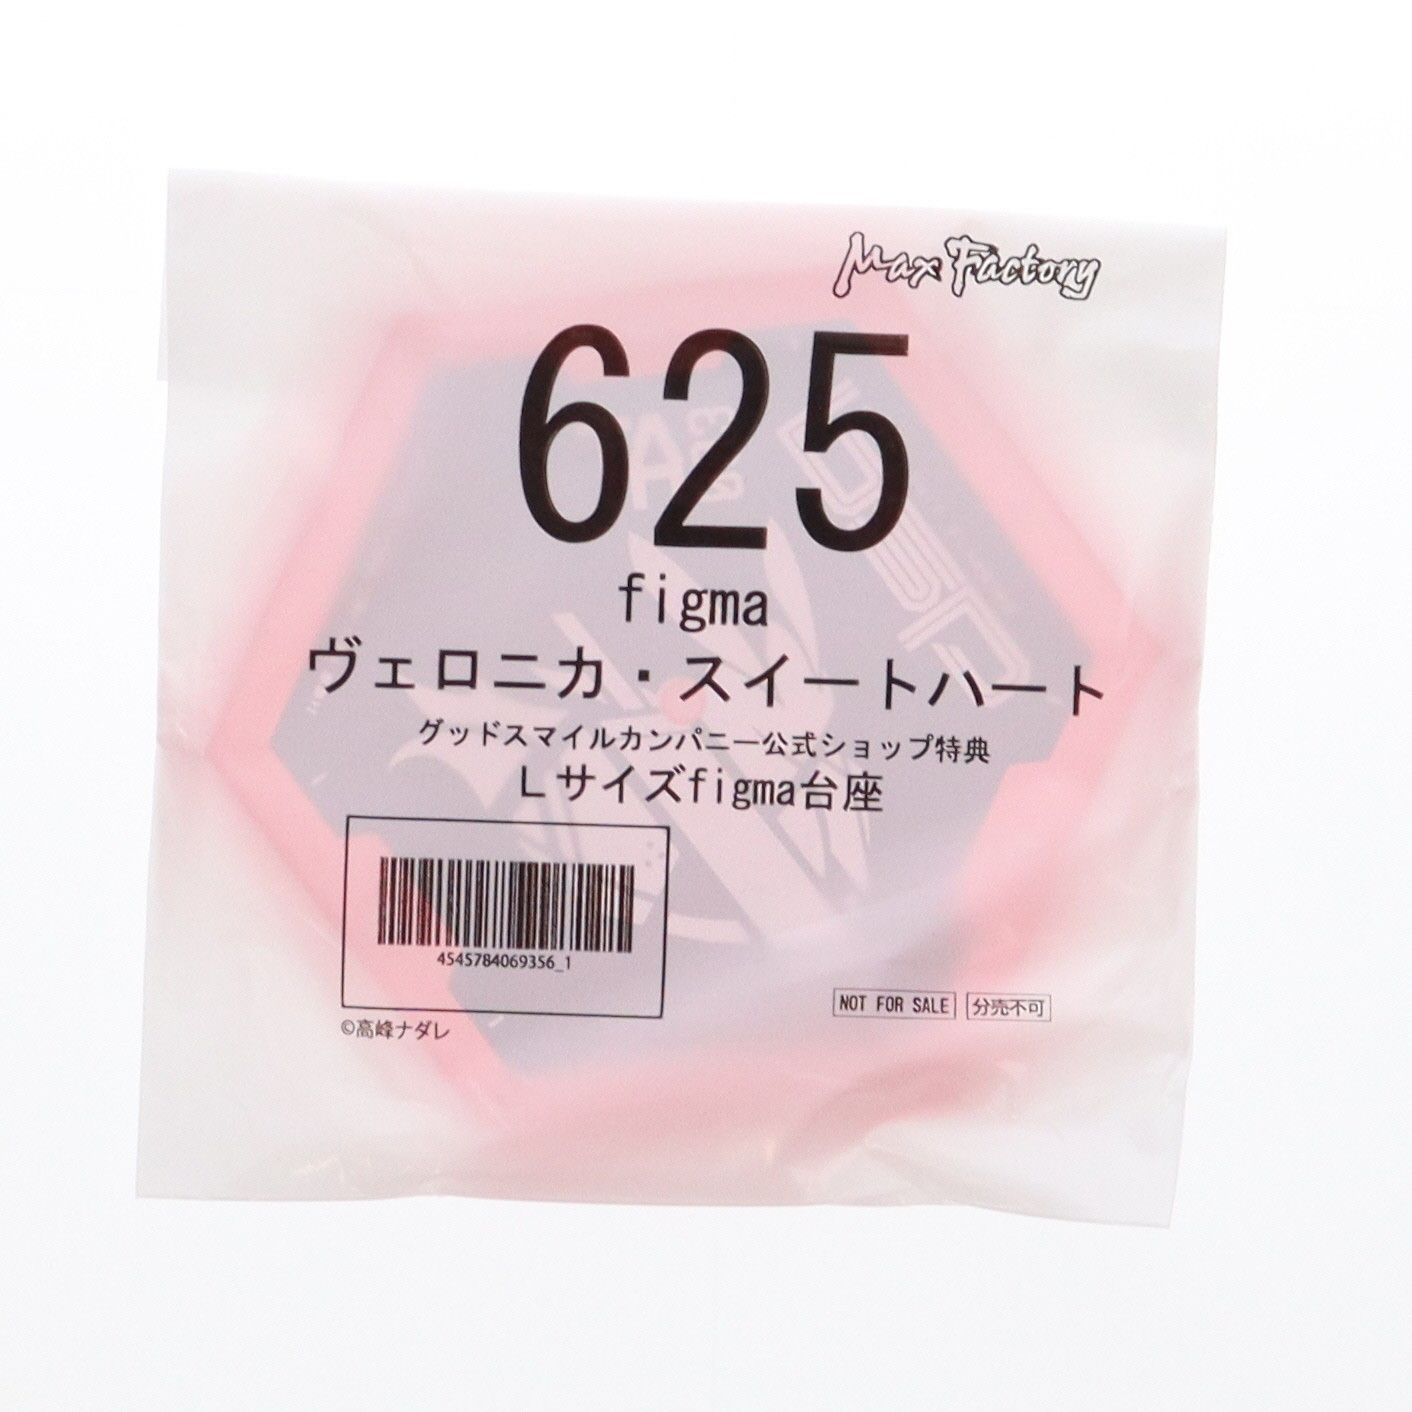 Max Factory
625
figma
ヴェロニカ・スイートハート
グッドスマイルカンパニー公式ショップ特典
Lサイズfigma台座
4545784069356_1
NOT FOR SALE 分売不可
©高峰ナダレ